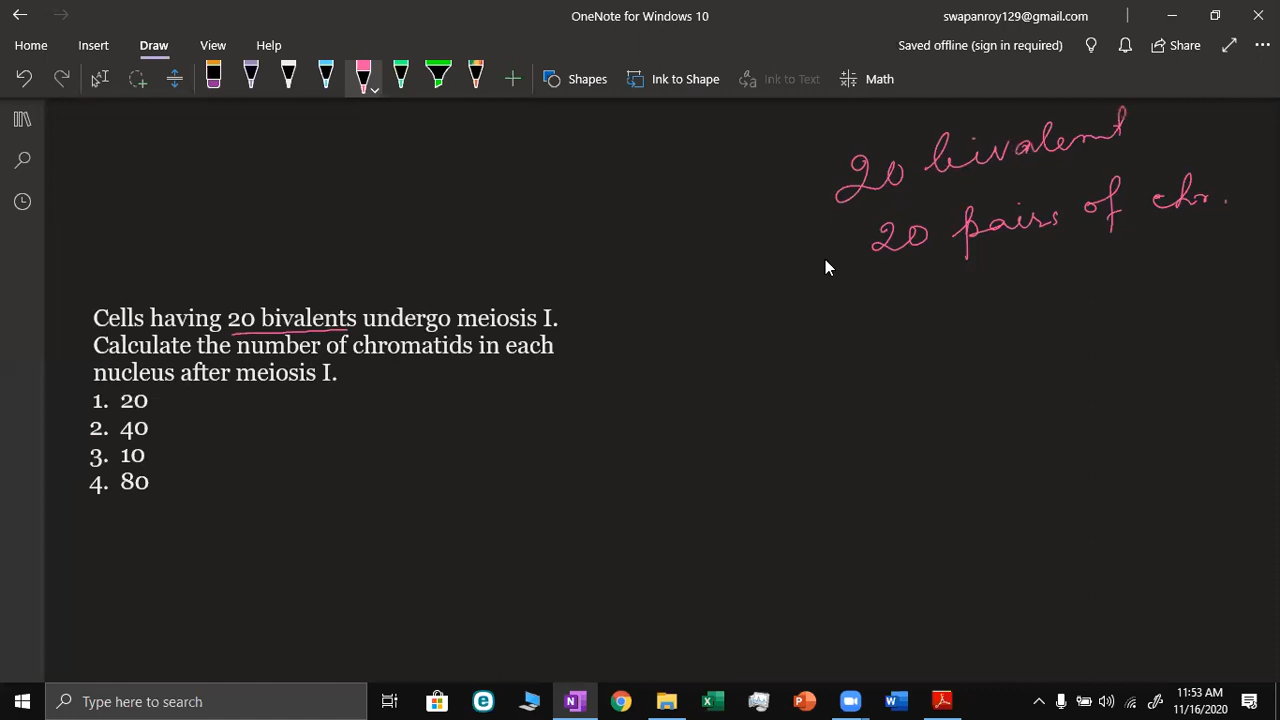 OneNote for Windows 10
swapanroy129@gmail.com
Home Insert Draw View Help
Saved offline (sign in required)
Share
Shapes
Ink to Shape
Ink to Text
Math
20 bivalent
20 pairs of chr.
Cells having 20 bivalents undergo meiosis I.
Calculate the number of chromatids in each
nucleus after meiosis I.
1. 20
2. 40
3. 10
4. 80
Type here to search
11:53 AM
11/16/2020